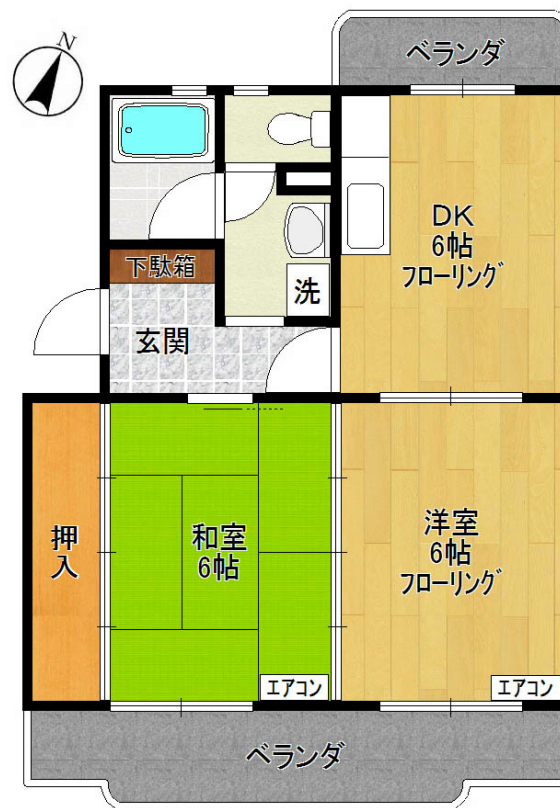 N
ベランダ
DK
6帖
フローリング
下駄箱
洗
玄関
押入
和室
6帖
洋室
6帖
フローリング
エアコン
エアコン
ベランダ